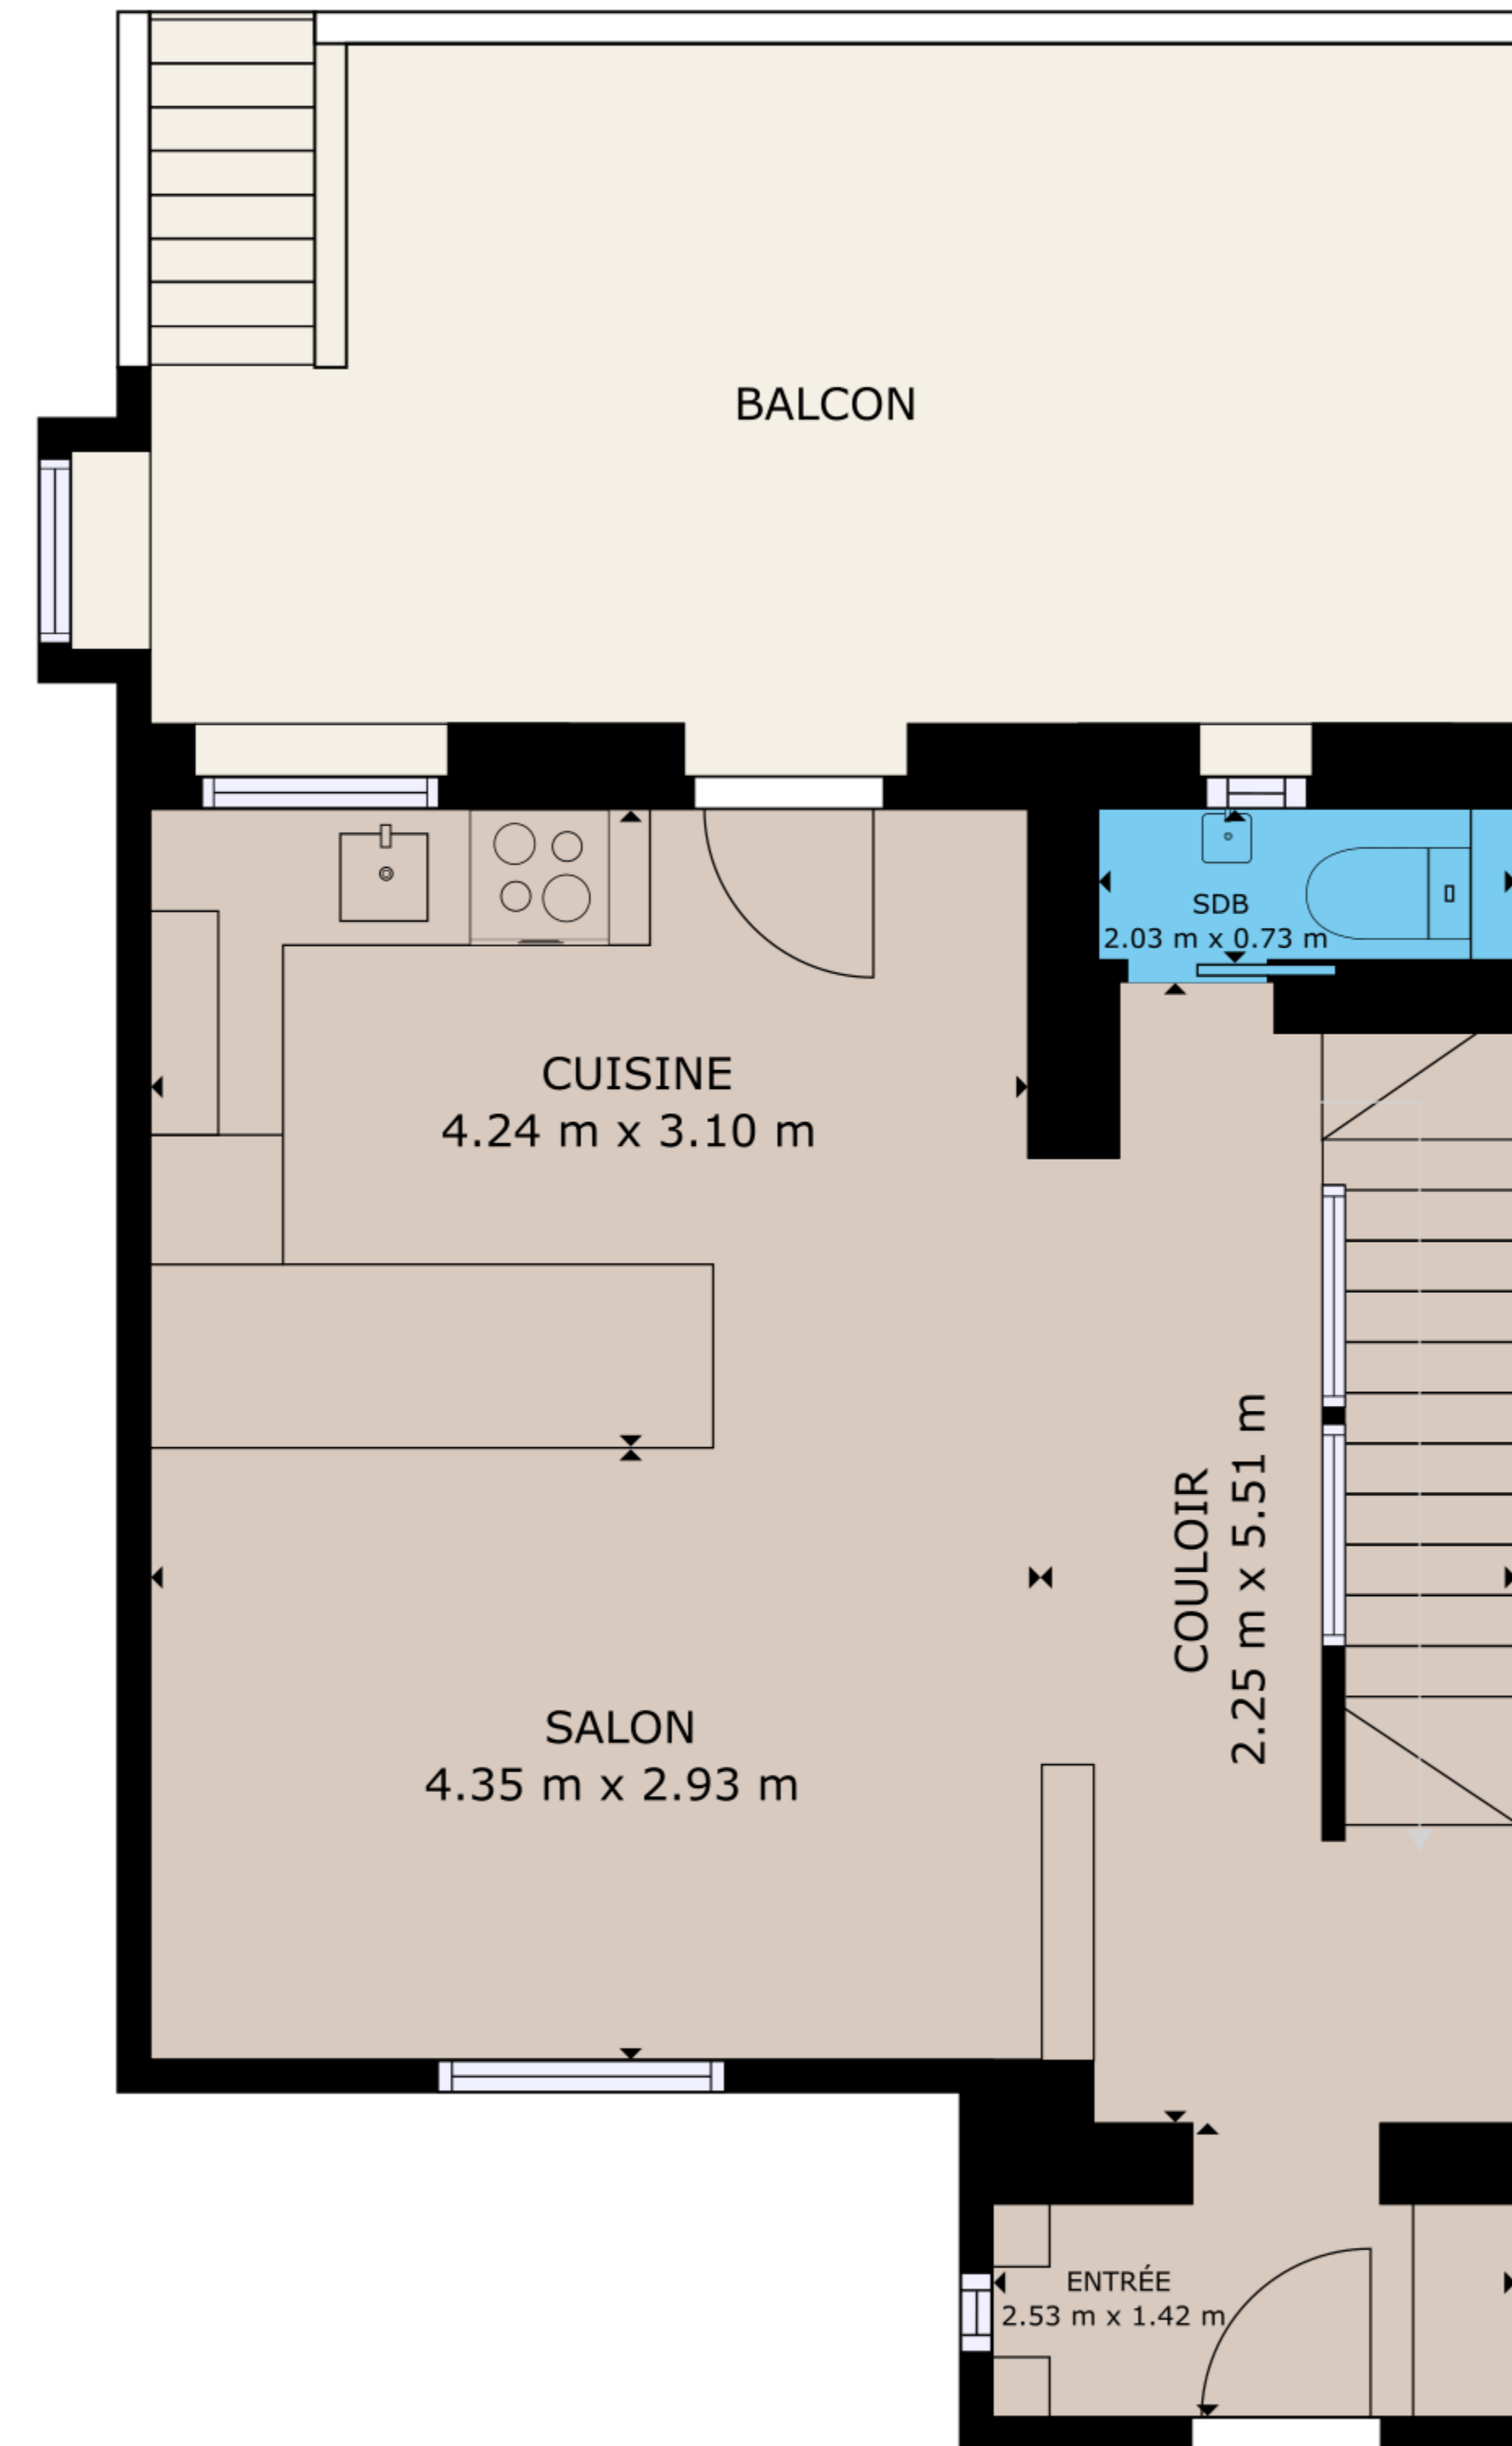 BALCON
SDB
2.03 m x 0.73 m
CUISINE
4.24 m x 3.10 m
COULOIR
2.25 m x 5.51 m
SALON
4.35 m x 2.93 m
ENTRÉE
2.53 m x 1.42 m